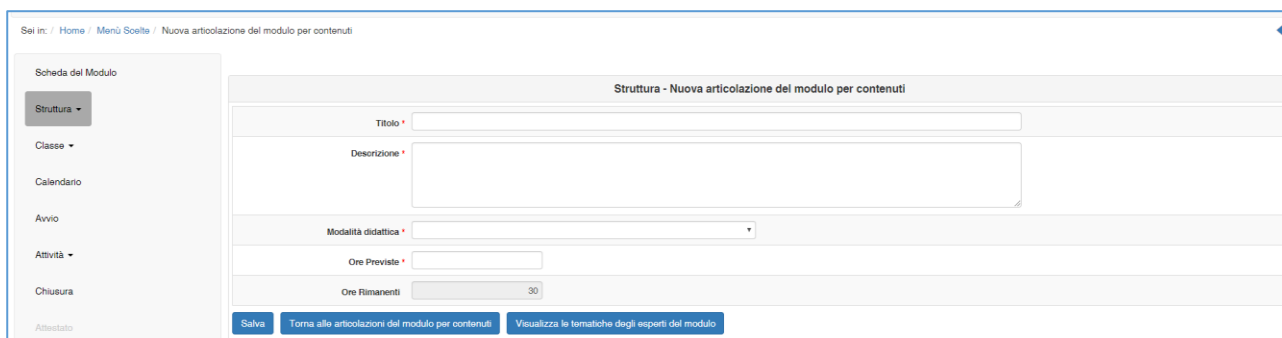 Sei in: / Home / Menù Scelte / Nuova articolazione del modulo per contenuti
Scheda del Modulo
Struttura
Classe
Calendario
Avvio
Attività
Chiusura
Attestato
Struttura - Nuova articolazione del modulo per contenuti
Titolo *
Descrizione *
Modalità didattica *
Ore Previste *
Ore Rimanenti 30
Salva Torna alle articolazioni del modulo per contenuti Visualizza le tematiche degli esperti del modulo